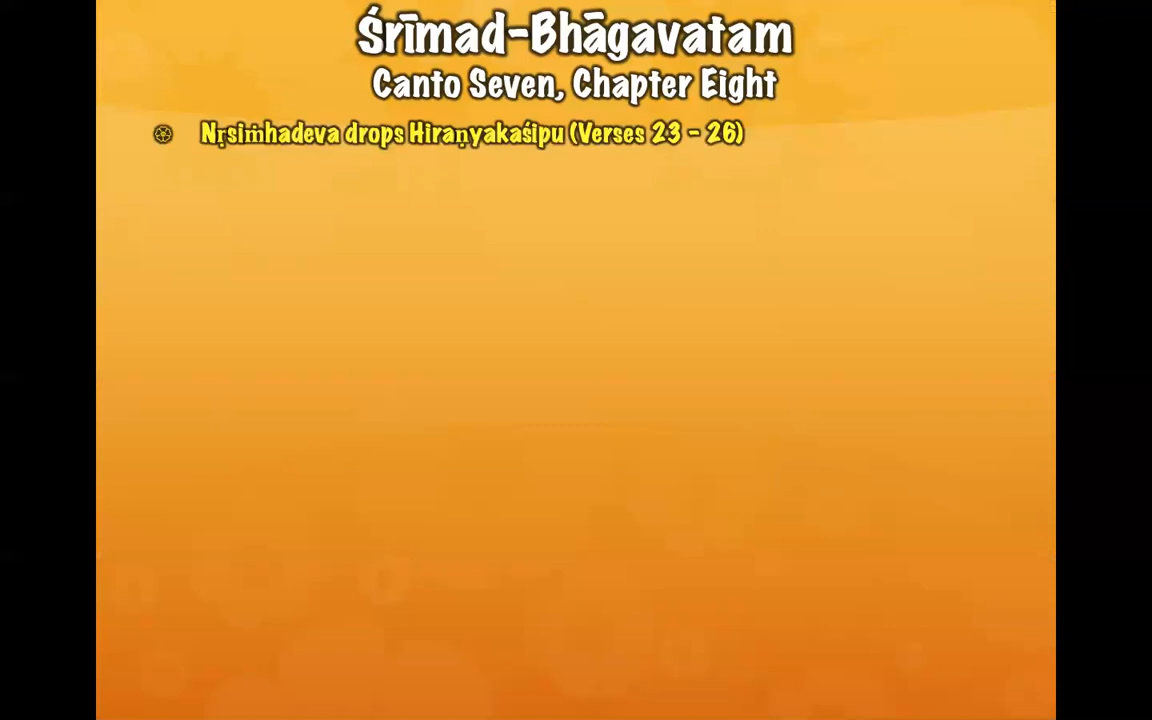 Śrīmad-Bhāgavatam
Canto Seven, Chapter Eight
Nṛsiṁhadeva drops Hiraṇyakaśipu (Verses 23 - 26)